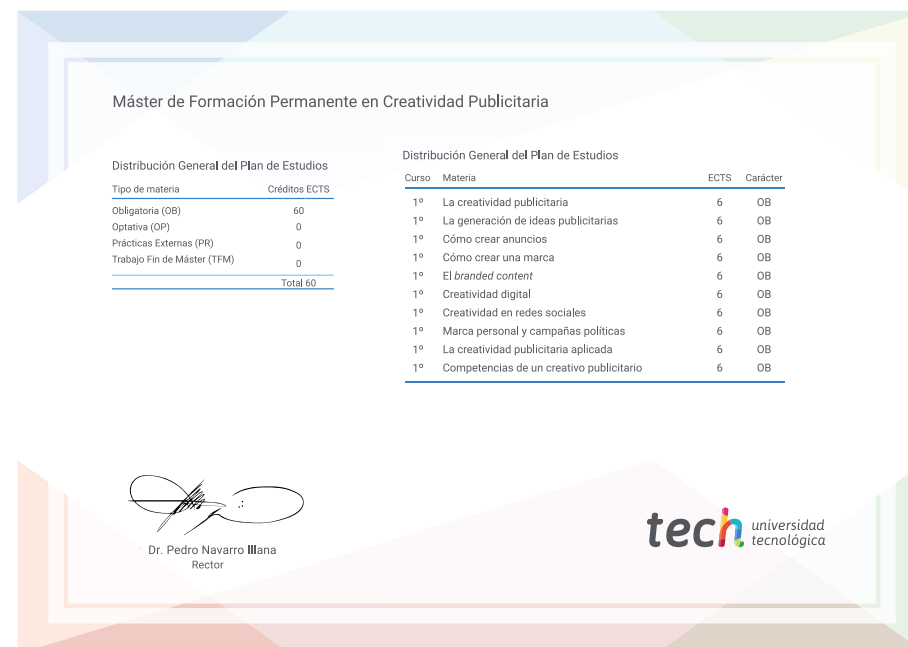 Máster de Formación Permanente en Creatividad Publicitaria
Distribución General del Plan de Estudios
Tipo de materia Créditos ECTS
Obligatoria (OB) 60
Optativa (OP) 0
Prácticas Externas (PR) 0
Trabajo Fin de Máster (TFM) 0
Total 60
Distribución General del Plan de Estudios
Curso Materia ECTS Carácter
1º La creatividad publicitaria 6 OB
1º La generación de ideas publicitarias 6 OB
1º Cómo crear anuncios 6 OB
1º Cómo crear una marca 6 OB
1º El branded content 6 OB
1º Creatividad digital 6 OB
1º Creatividad en redes sociales 6 OB
1º Marca personal y campañas políticas 6 OB
1º La creatividad publicitaria aplicada 6 OB
1º Competencias de un creativo publicitario 6 OB
Dr. Pedro Navarro Illana
Rector
tech universidad
tecnológica